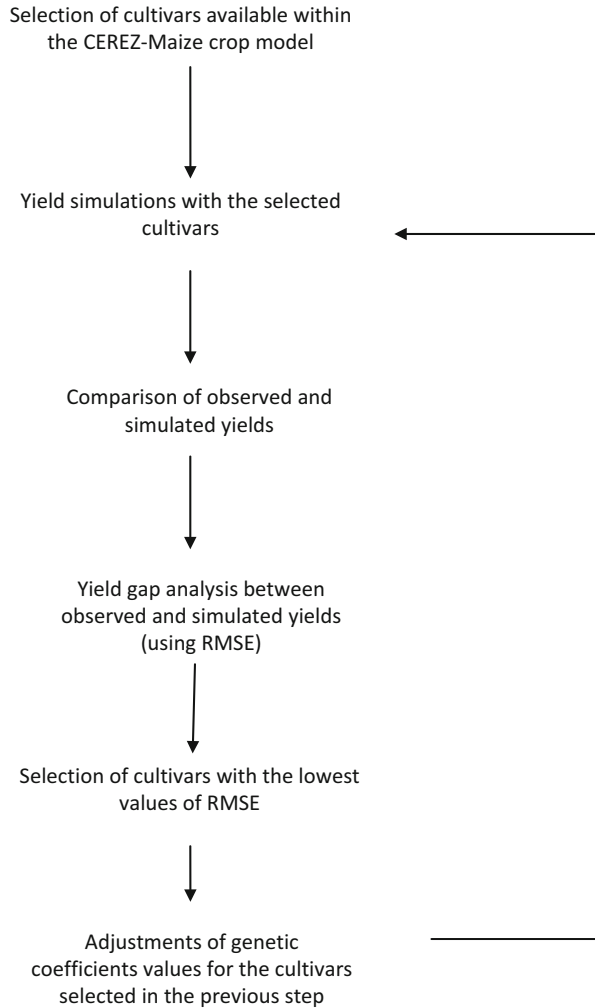 Selection of cultivars available within
the CEREZ-Maize crop model
Yield simulations with the selected
cultivars
Comparison of observed and
simulated yields
Yield gap analysis between
observed and simulated yields
(using RMSE)
Selection of cultivars with the lowest
values of RMSE
Adjustments of genetic
coefficients values for the cultivars
selected in the previous step